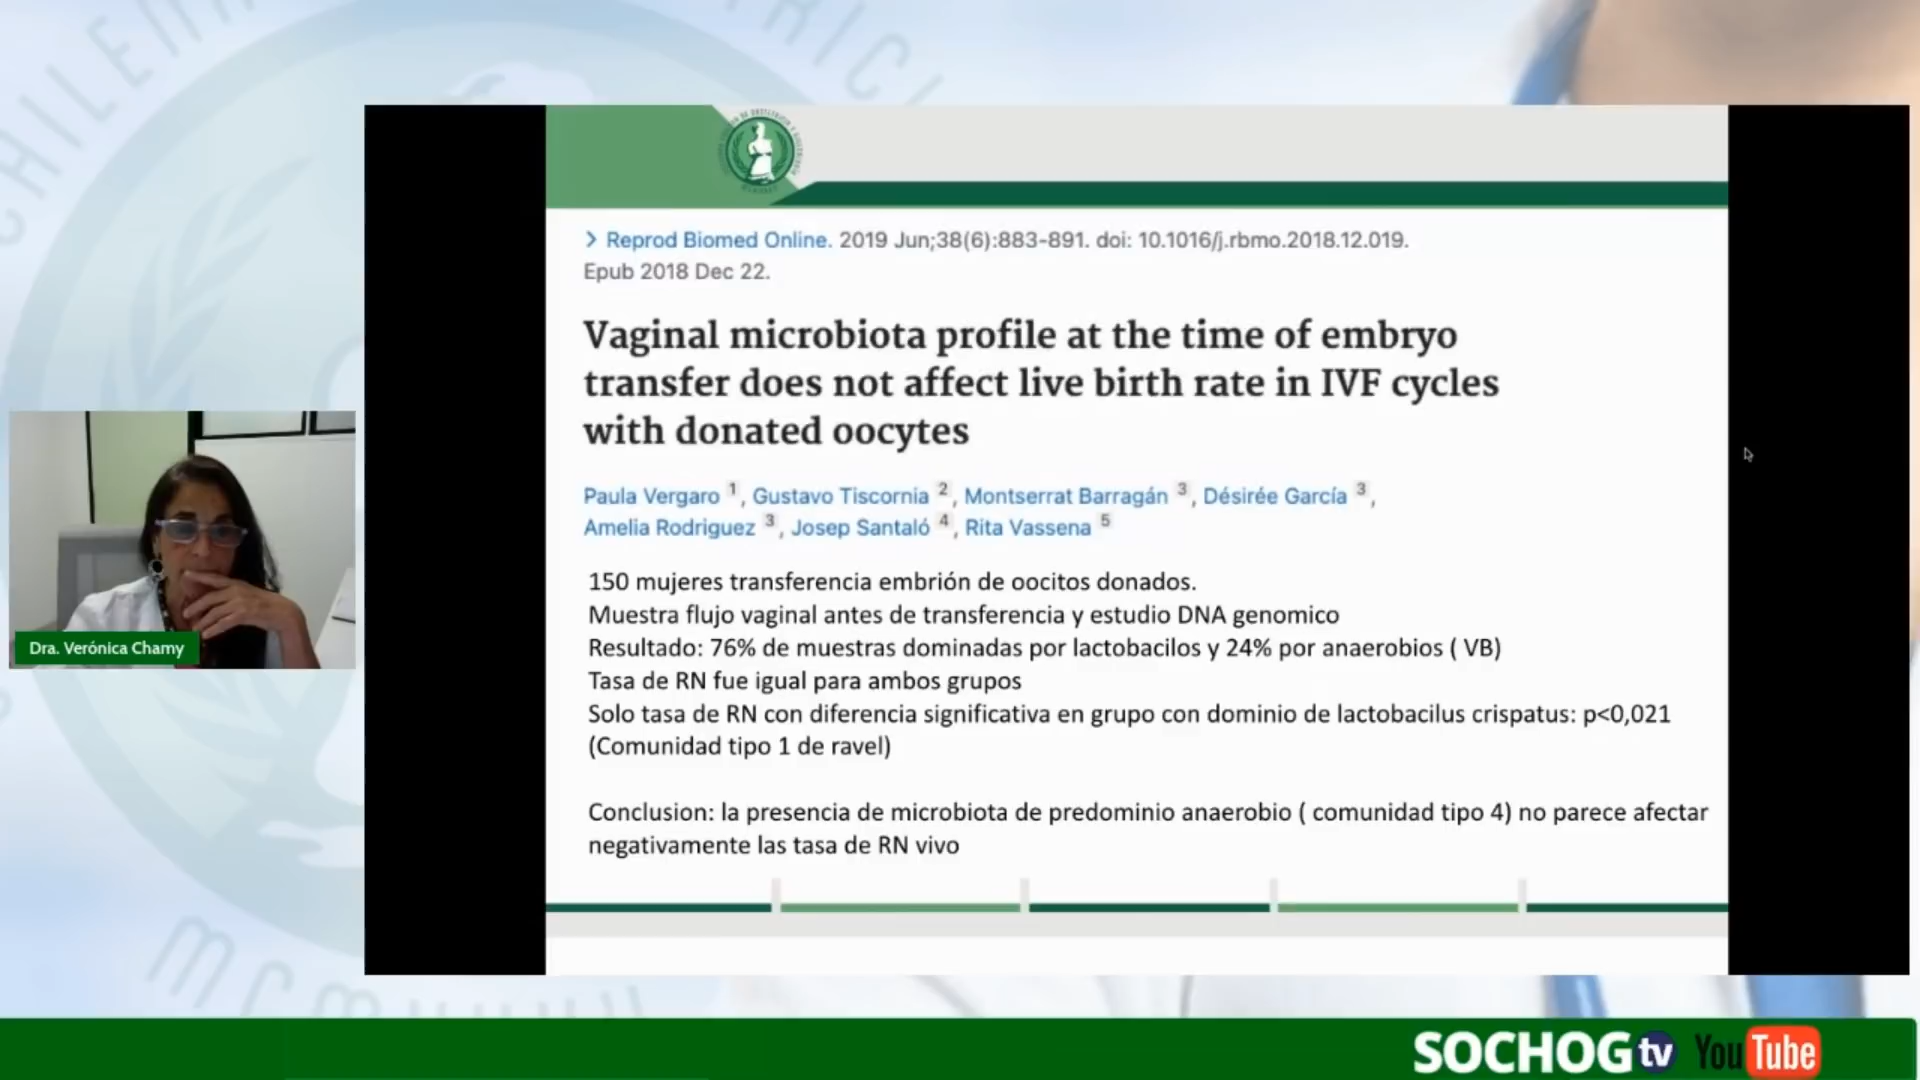 > Reprod Biomed Online. 2019 Jun;38(6):883-891. doi: 10.1016/j.rbmo.2018.12.019.
Epub 2018 Dec 22.
Vaginal microbiota profile at the time of embryo
transfer does not affect live birth rate in IVF cycles
with donated oocytes
Paula Vergaro 1, Gustavo Tiscornia 2, Montserrat Barragán 3, Désirée García 3,
Amelia Rodriguez 3, Josep Santaló 4, Rita Vassena 5
150 mujeres transferencia embrión de oocitos donados.
Muestra flujo vaginal antes de transferencia y estudio DNA genomico
Resultado: 76% de muestras dominadas por lactobacilos y 24% por anaerobios ( VB)
Tasa de RN fue igual para ambos grupos
Solo tasa de RN con diferencia significativa en grupo con dominio de lactobacilus crispatus: p<0,021
(Comunidad tipo 1 de ravel)
Conclusion: la presencia de microbiota de predominio anaerobio ( comunidad tipo 4) no parece afectar
negativamente las tasa de RN vivo
Dra. Verónica Chamy
SOCHOG tv YouTube